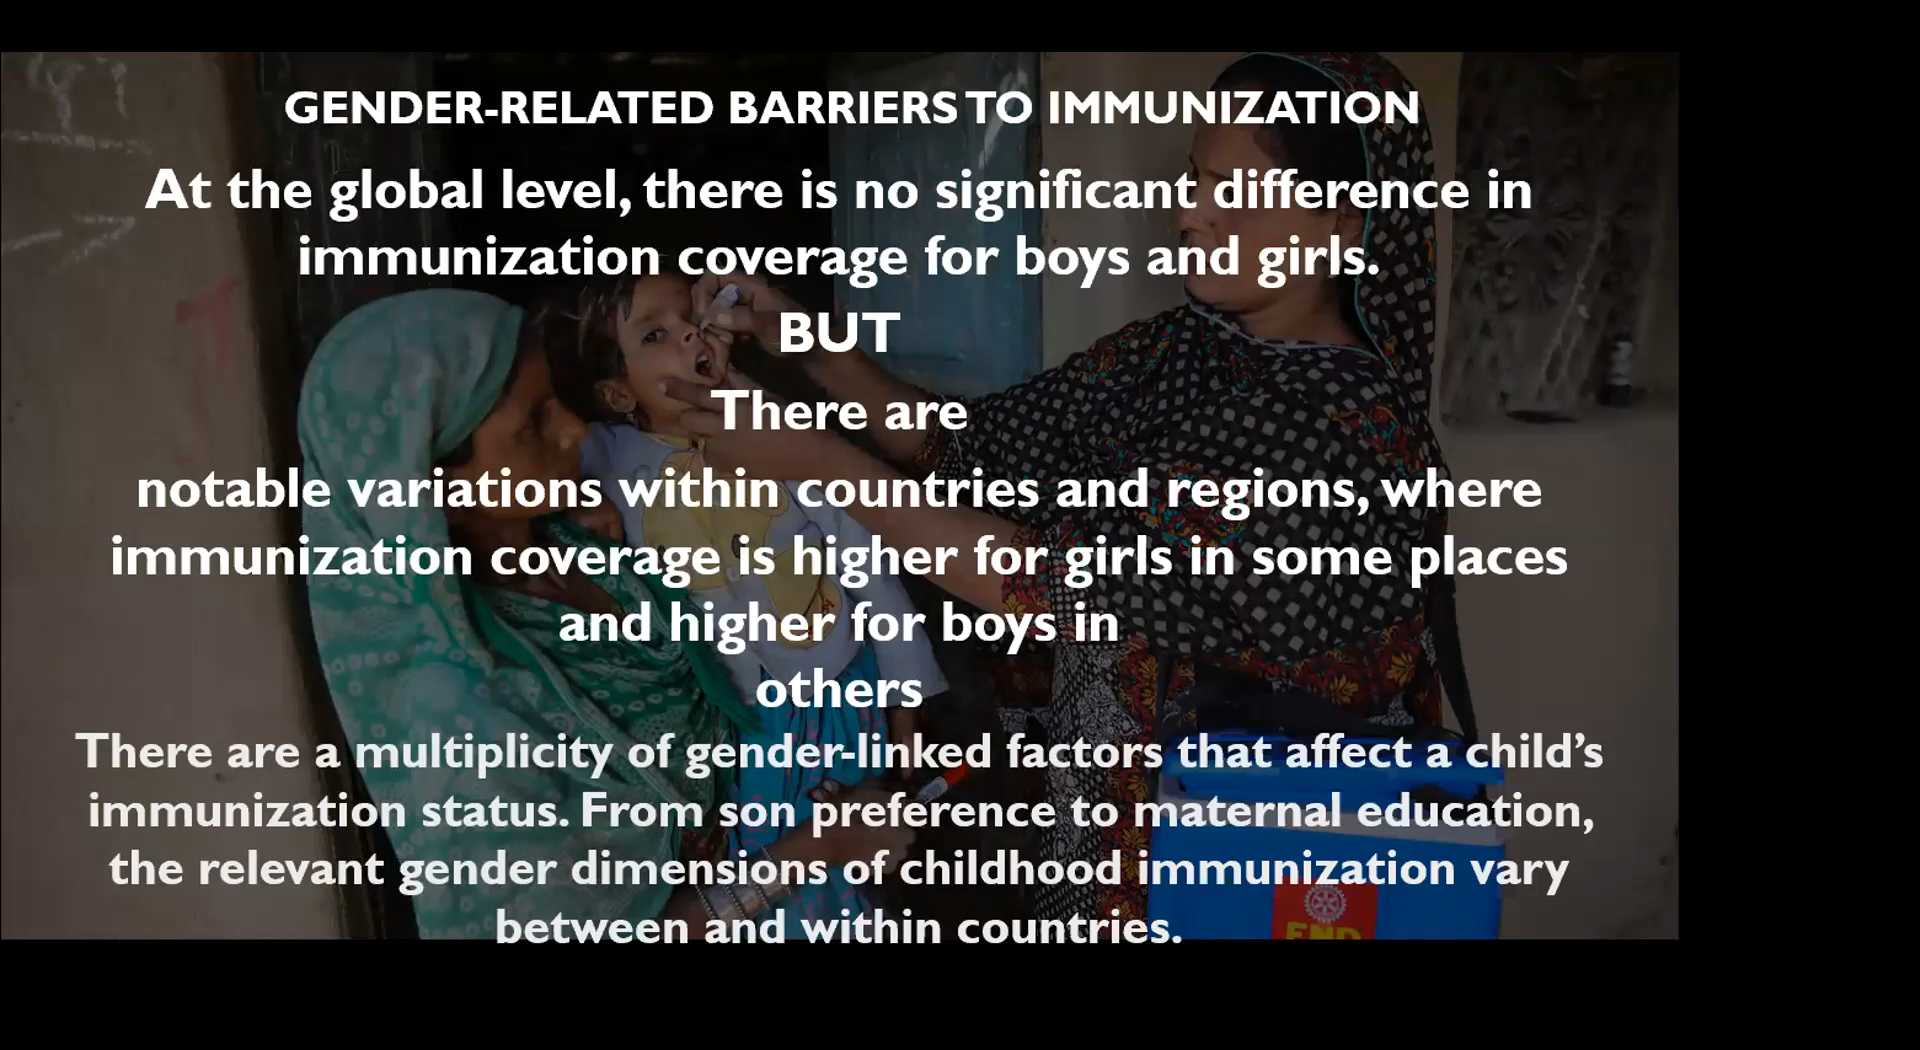 GENDER-RELATED BARRIERS TO IMMUNIZATION
At the global level, there is no significant difference in
immunization coverage for boys and girls.
BUT
There are
notable variations within countries and regions, where
immunization coverage is higher for girls in some places
and higher for boys in
others
There are a multiplicity of gender-linked factors that affect a child’s
immunization status. From son preference to maternal education,
the relevant gender dimensions of childhood immunization vary
between and within countries.
END